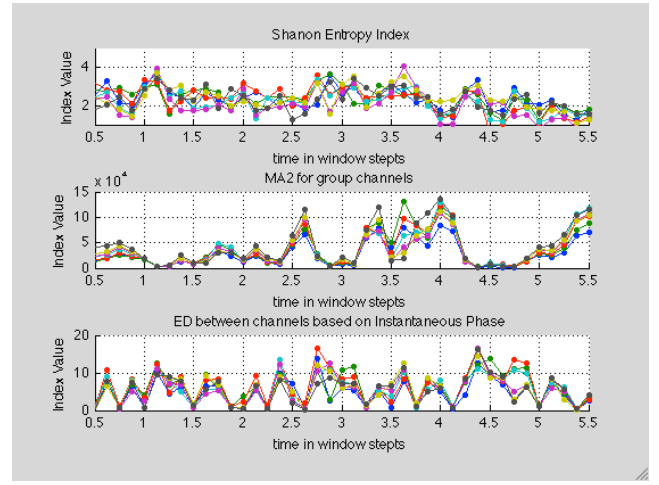 Shanon Entropy Index
Index Value
4
2
0.5 1 1.5 2 2.5 3 3.5 4 4.5 5 5.5
time in window stepts
MA2 for group channels
x 10^4
Index Value
15
10
5
0
0.5 1 1.5 2 2.5 3 3.5 4 4.5 5 5.5
time in window stepts
ED between channels based on Instantaneous Phase
Index Value
20
10
0
0.5 1 1.5 2 2.5 3 3.5 4 4.5 5 5.5
time in window stepts